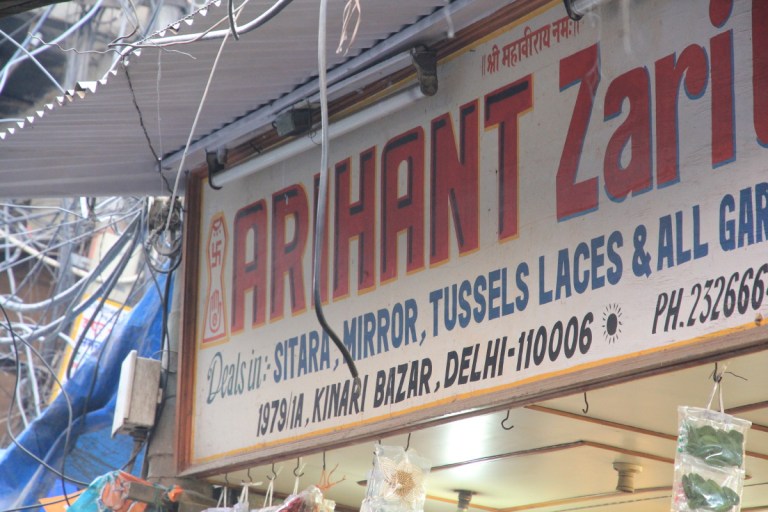 ॥श्री महावीराय नमः॥
ARIHANT Zari
Deals in:- SITARA, MIRROR, TUSSELS LACES & ALL GAR
1979/1A, KINARI BAZAR, DELHI-110006 PH.232666